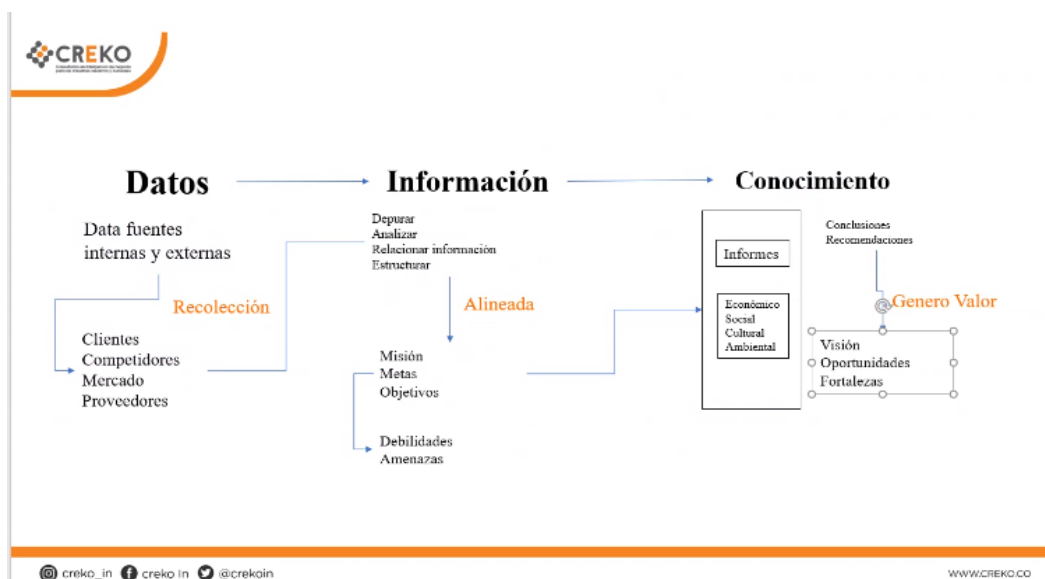 CREKO
Datos
Información
Conocimiento
Data fuentes
internas y externas
Recolección
Clientes
Competidores
Mercado
Proveedores
Depurar
Analizar
Relacionar información
Estructurar
Alineada
Misión
Metas
Objetivos
Debilidades
Amenazas
Informes
Económico
Social
Cultural
Ambiental
Conclusiones
Recomendaciones
Genero Valor
Visión
Oportunidades
Fortalezas
creko_in creko In @crekoin
WWW.CREKO.CO